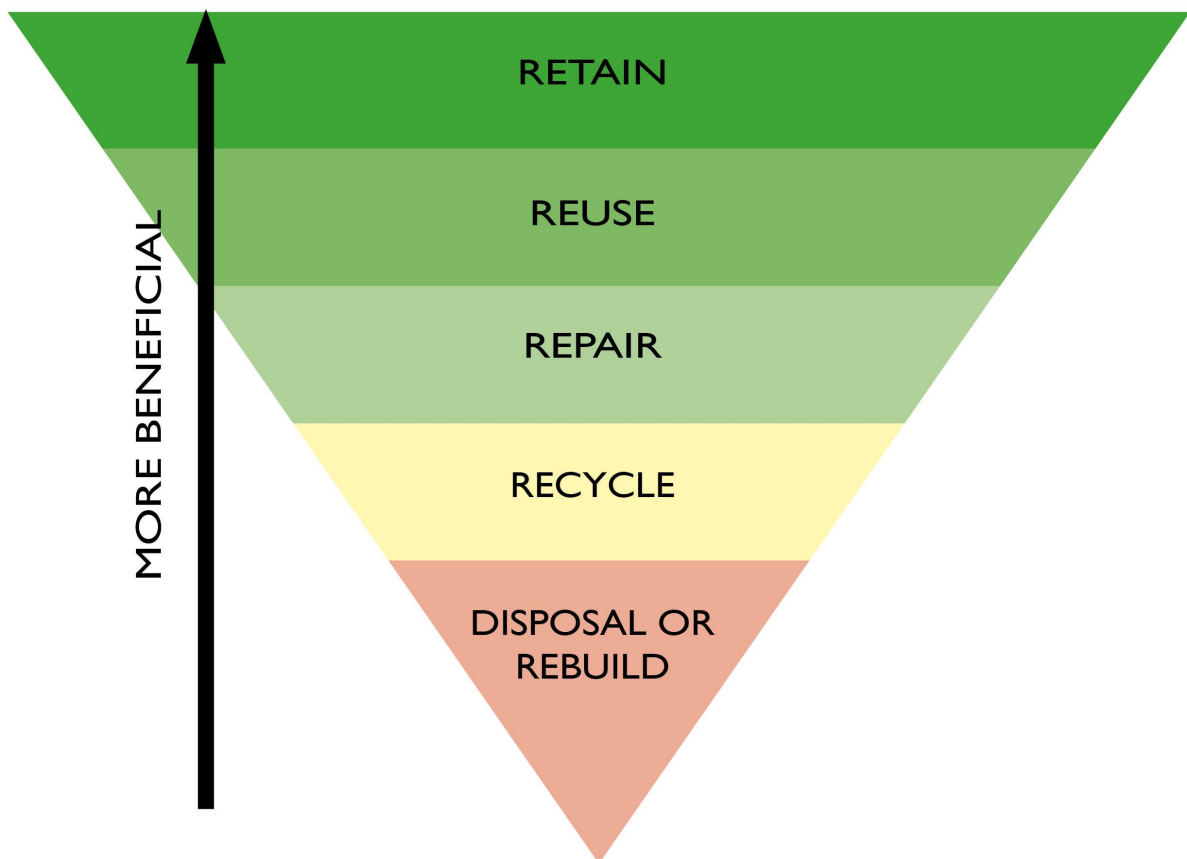 RETAIN
REUSE
REPAIR
RECYCLE
DISPOSAL OR
REBUILD
MORE BENEFICIAL